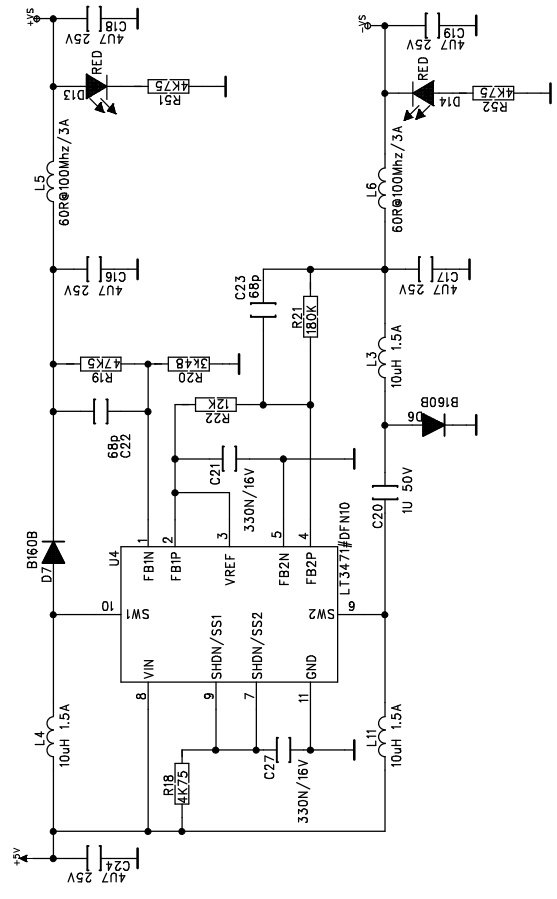 +VS
C18
4U7
25V
RED
D13
R51
4K75
L5
60R@100Mhz/3A
-VS
C19
4U7
25V
RED
D14
R52
4K75
L6
60R@100Mhz/3A
C16
4U7
25V
C23
68p
R21
180K
C17
4U7
25V
R19
47K5
R20
3k48
R22
12K
68p
C22
L3
10uH 1.5A
D6
B160B
C21
330N/16V
C20
1U 50V
B160B
D7
U4
1
2
3
5
4
FB1N
FB1P
VREF
FB2N
FB2P
LT3471#DFN10
10
SW1
SW2
9
VIN
SHDN/SS1
SHDN/SS2
GND
8
9
7
11
L4
10uH 1.5A
R18
4K75
C27
330N/16V
L11
10uH 1.5A
+5V
C24
4U7
25V